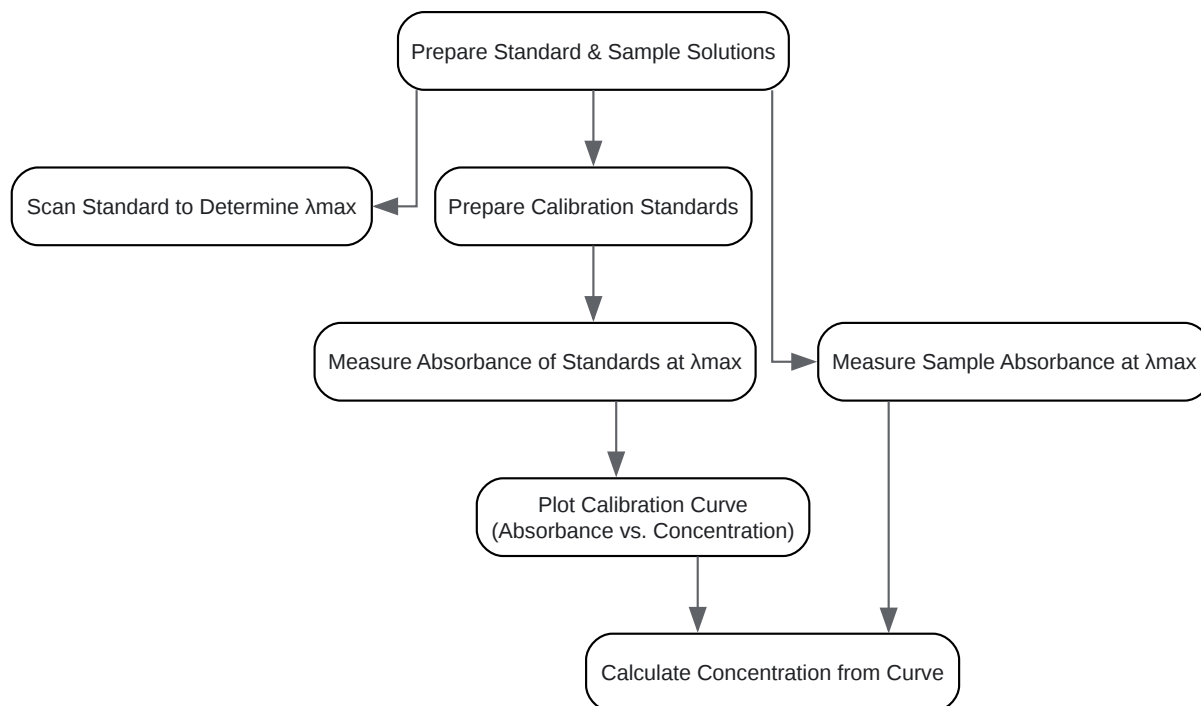 Prepare Standard & Sample Solutions
Scan Standard to Determine λmax
Prepare Calibration Standards
Measure Absorbance of Standards at λmax
Measure Sample Absorbance at λmax
Plot Calibration Curve
(Absorbance vs. Concentration)
Calculate Concentration from Curve